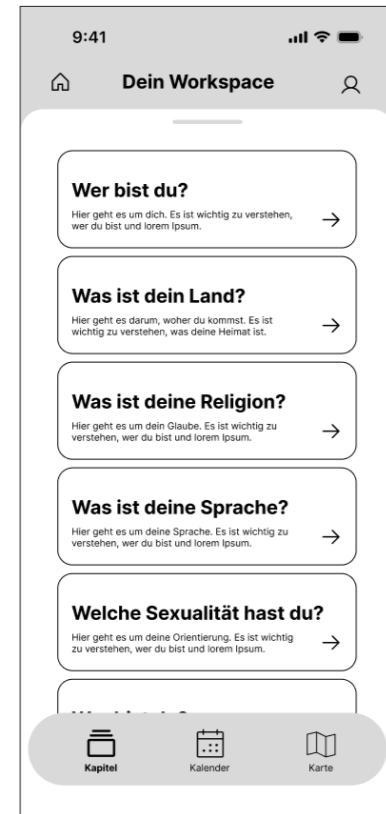 9:41
Dein Workspace
Wer bist du?
Hier geht es um dich. Es ist wichtig zu verstehen,
wer du bist und lorem Ipsum.
Was ist dein Land?
Hier geht es darum, woher du kommst. Es ist
wichtig zu verstehen, was deine Heimat ist.
Was ist deine Religion?
Hier geht es um dein Glaube. Es ist wichtig zu
verstehen, wer du bist und lorem Ipsum.
Was ist deine Sprache?
Hier geht es um deine Sprache. Es ist wichtig zu
verstehen, wer du bist und lorem Ipsum.
Welche Sexualität hast du?
Hier geht es um deine Orientierung. Es ist wichtig
zu verstehen, wer du bist und lorem Ipsum.
Kapitel
Kalender
Karte